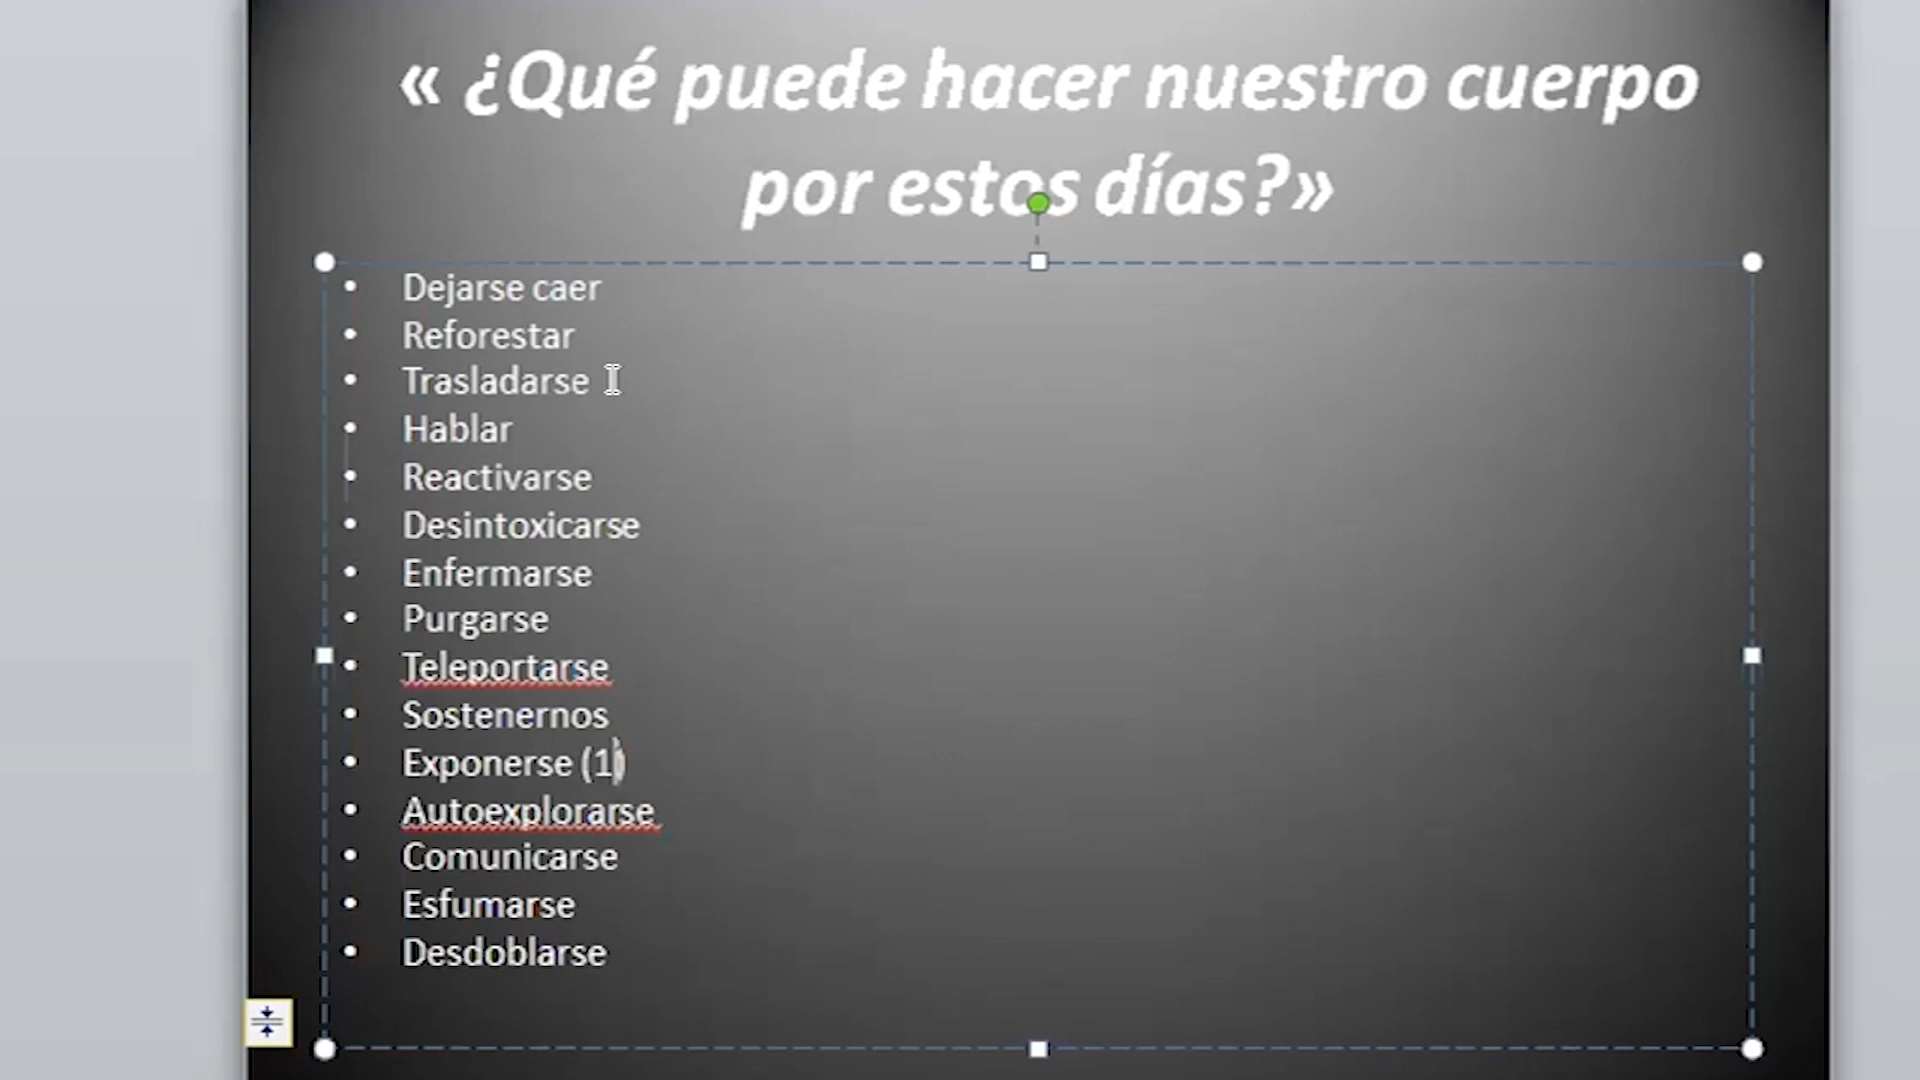 « ¿Qué puede hacer nuestro cuerpo
por estos días?»
• Dejarse caer
• Reforestar
• Trasladarse
• Hablar
• Reactivarse
• Desintoxicarse
• Enfermarse
• Purgarse
• Teleportarse
• Sostenernos
• Exponerse (1)
• Autoexplorarse
• Comunicarse
• Esfumarse
• Desdoblarse